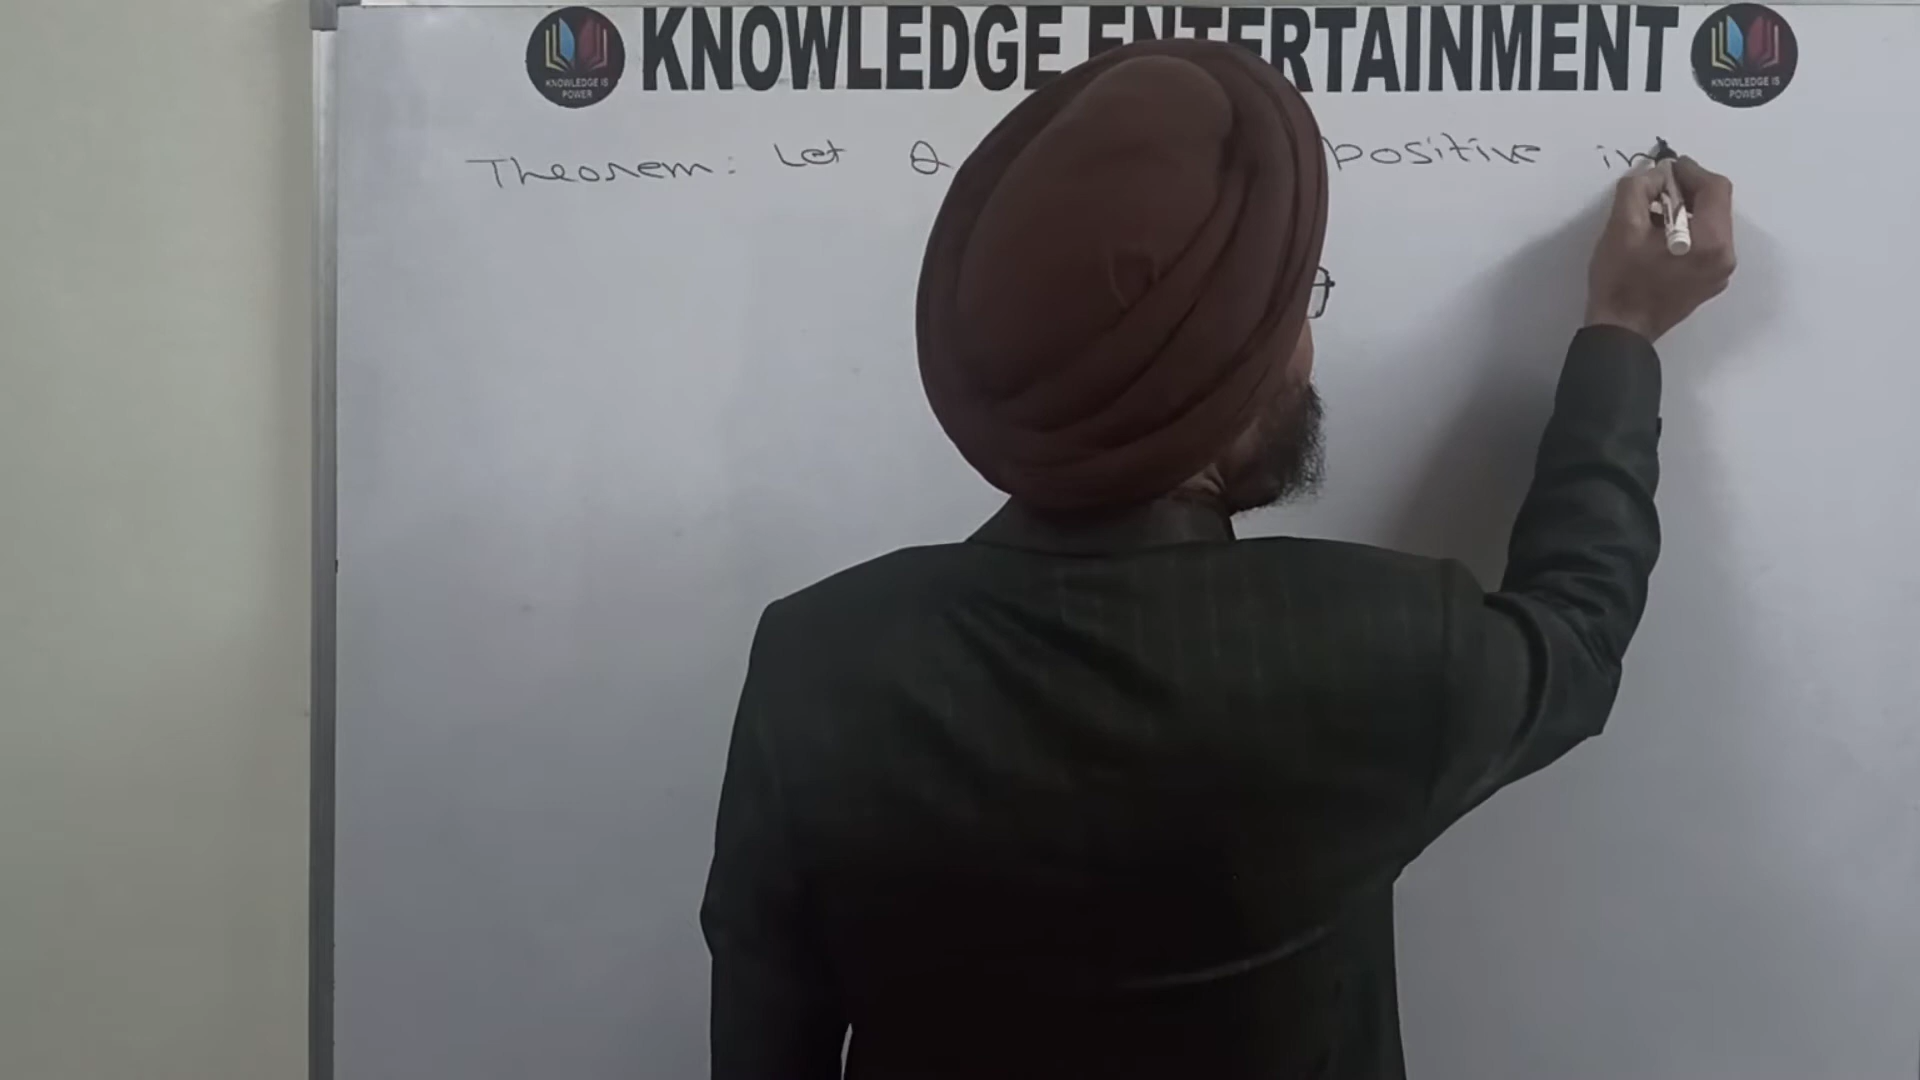 KNOWLEDGE IS POWER
KNOWLEDGE ENTERTAINMENT
KNOWLEDGE IS POWER
Theorem: Let a positive in